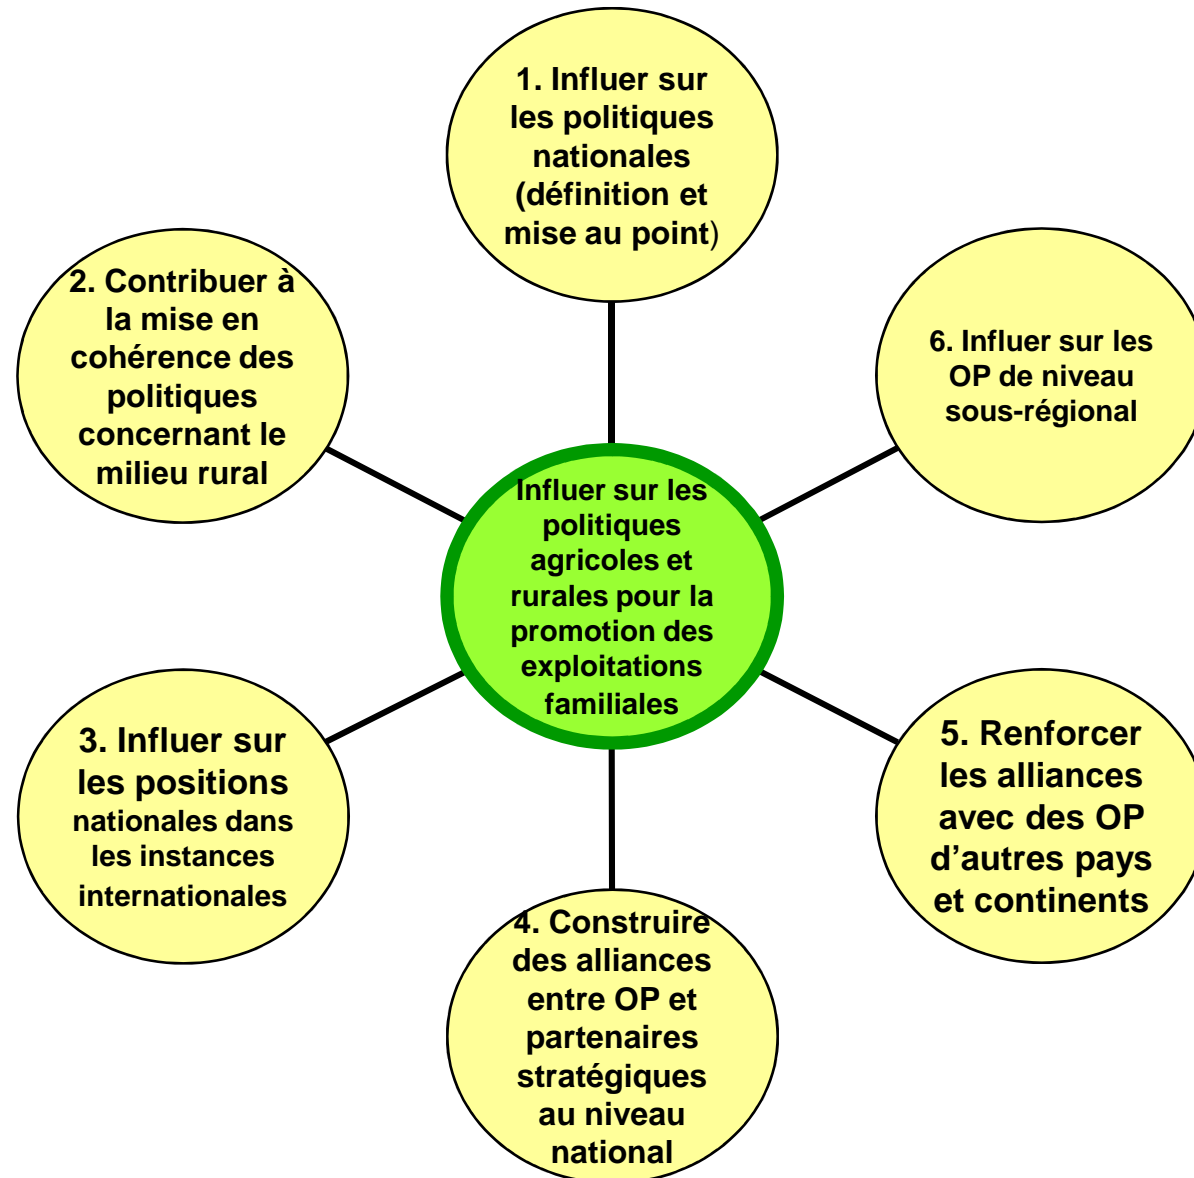 1. Influer sur
les politiques
nationales
(définition et
mise au point)
2. Contribuer à
la mise en
cohérence des
politiques
concernant le
milieu rural
6. Influer sur les
OP de niveau
sous-régional
Influer sur les
politiques
agricoles et
rurales pour la
promotion des
exploitations
familiales
3. Influer sur
les positions
nationales dans
les instances
internationales
5. Renforcer
les alliances
avec des OP
d’autres pays
et continents
4. Construire
des alliances
entre OP et
partenaires
stratégiques
au niveau
national